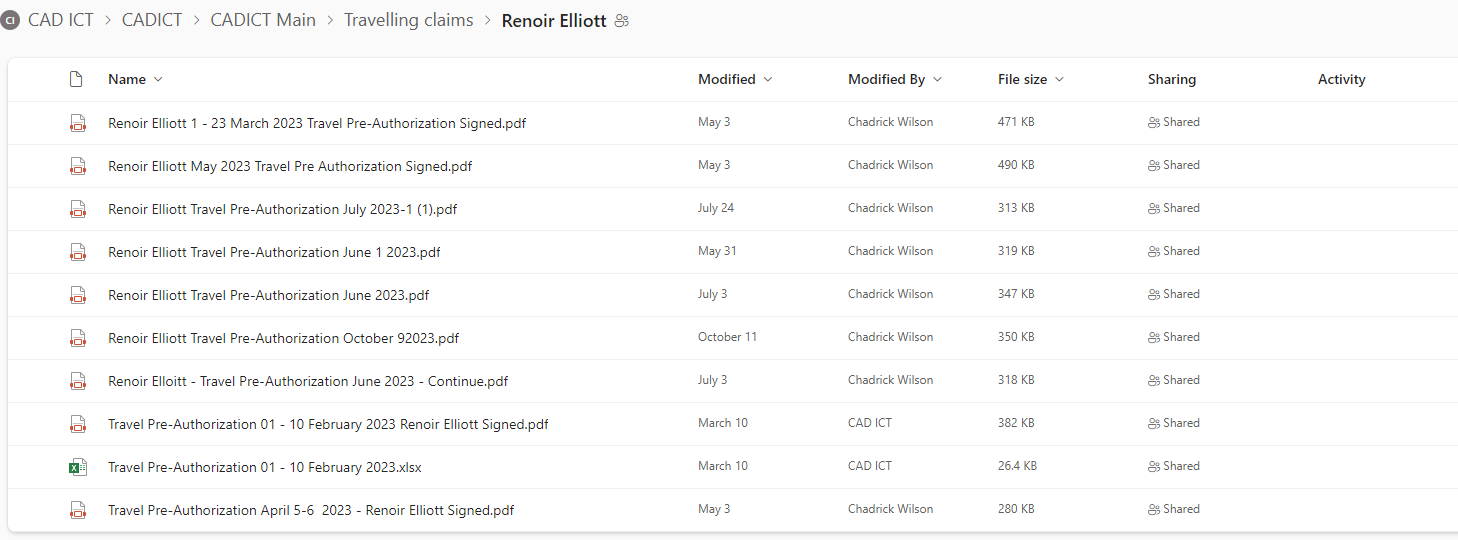 CI CAD ICT > CADICT > CADICT Main > Travelling claims > Renoir Elliott
Name Modified Modified By File size Sharing Activity
Renoir Elliott 1 - 23 March 2023 Travel Pre-Authorization Signed.pdf May 3 Chadrick Wilson 471 KB Shared
Renoir Elliott May 2023 Travel Pre Authorization Signed.pdf May 3 Chadrick Wilson 490 KB Shared
Renoir Elliott Travel Pre-Authorization July 2023-1 (1).pdf July 24 Chadrick Wilson 313 KB Shared
Renoir Elliott Travel Pre-Authorization June 1 2023.pdf May 31 Chadrick Wilson 319 KB Shared
Renoir Elliott Travel Pre-Authorization June 2023.pdf July 3 Chadrick Wilson 347 KB Shared
Renoir Elliott Travel Pre-Authorization October 92023.pdf October 11 Chadrick Wilson 350 KB Shared
Renoir Elloitt - Travel Pre-Authorization June 2023 - Continue.pdf July 3 Chadrick Wilson 318 KB Shared
Travel Pre-Authorization 01 - 10 February 2023 Renoir Elliott Signed.pdf March 10 CAD ICT 382 KB Shared
Travel Pre-Authorization 01 - 10 February 2023.xlsx March 10 CAD ICT 26.4 KB Shared
Travel Pre-Authorization April 5-6  2023 - Renoir Elliott Signed.pdf May 3 Chadrick Wilson 280 KB Shared